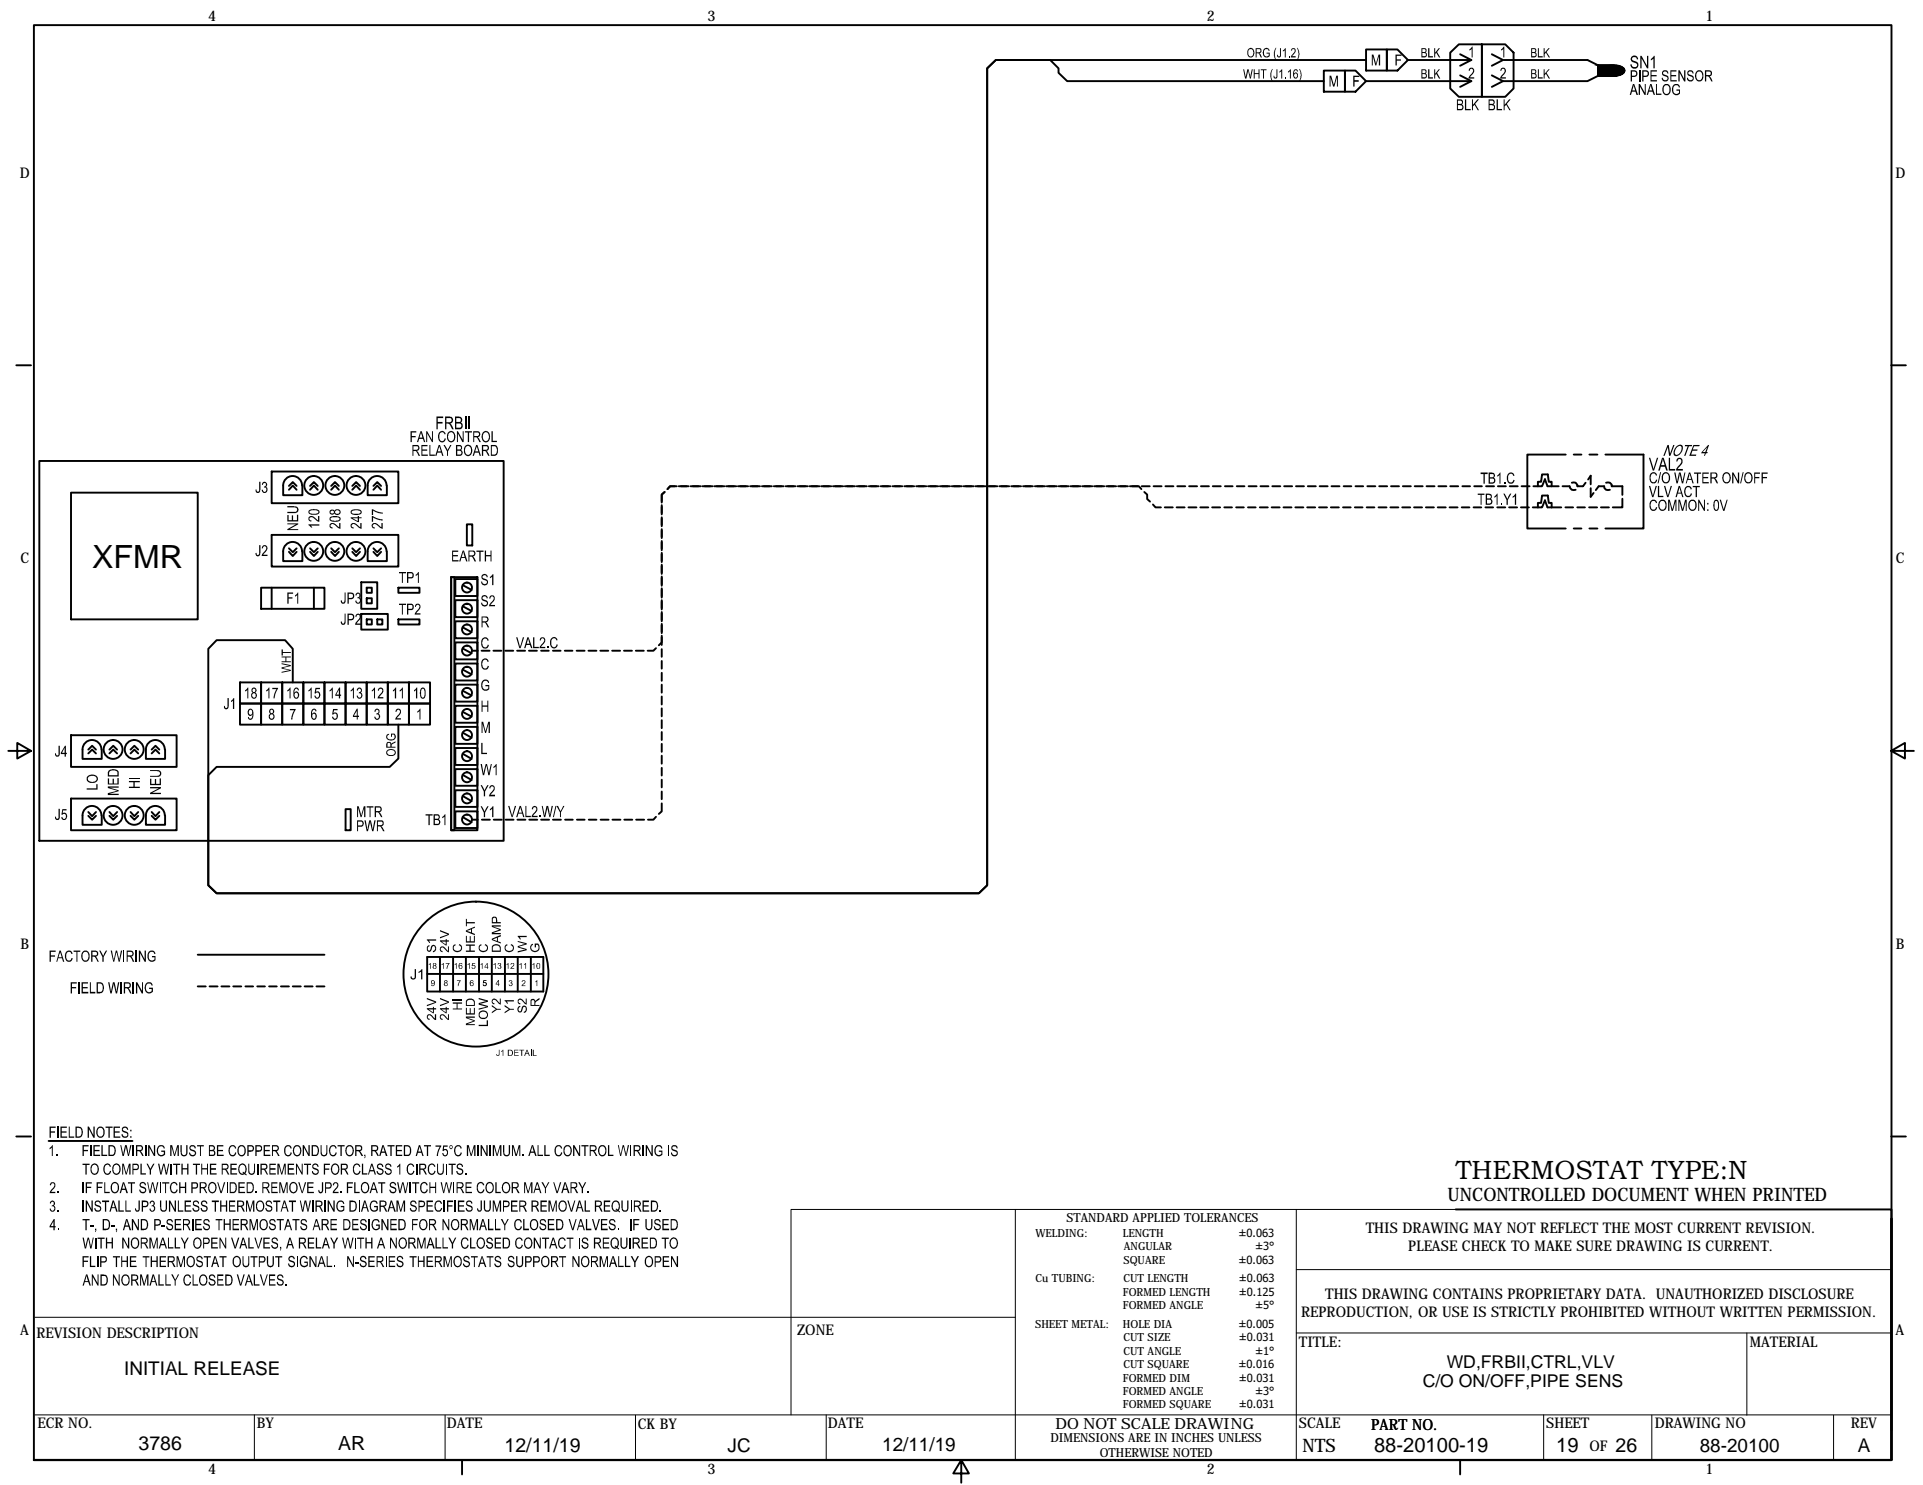 4 3 2 1
ORG (J1.2) M F BLK 1 1 BLK
WHT (J1.16) M F BLK 2 2 BLK
BLK BLK
SN1
PIPE SENSOR
ANALOG
D D
FRBII
FAN CONTROL
RELAY BOARD
NOTE 4
VAL2
C/O WATER ON/OFF
VLV ACT
COMMON: 0V
TB1.C
TB1.Y1
J3
NEU 120 208 240 277
J2
XFMR
EARTH
C C
F1
JP3
TP1
JP2
TP2
S1
S2
R
C VAL2.C
C
G
H
M
L
W1
Y2
Y1 VAL2.W/Y
TB1
WHT
18 17 16 15 14 13 12 11 10
J1
9 8 7 6 5 4 3 2 1
ORG
J4
LO MED HI NEU
J5
MTR
PWR
B B
FACTORY WIRING
FIELD WIRING
S1 24V C HEAT C DAMP C W1 G
18 17 16 15 14 13 12 11 10
J1
9 8 7 6 5 4 3 2 1
24V 24V HI MED LOW Y2 Y1 S2 R
J1 DETAIL
FIELD NOTES:
1. FIELD WIRING MUST BE COPPER CONDUCTOR, RATED AT 75°C MINIMUM. ALL CONTROL WIRING IS
TO COMPLY WITH THE REQUIREMENTS FOR CLASS 1 CIRCUITS.
2. IF FLOAT SWITCH PROVIDED. REMOVE JP2. FLOAT SWITCH WIRE COLOR MAY VARY.
3. INSTALL JP3 UNLESS THERMOSTAT WIRING DIAGRAM SPECIFIES JUMPER REMOVAL REQUIRED.
4. T-, D-, AND P-SERIES THERMOSTATS ARE DESIGNED FOR NORMALLY CLOSED VALVES. IF USED
WITH NORMALLY OPEN VALVES, A RELAY WITH A NORMALLY CLOSED CONTACT IS REQUIRED TO
FLIP THE THERMOSTAT OUTPUT SIGNAL. N-SERIES THERMOSTATS SUPPORT NORMALLY OPEN
AND NORMALLY CLOSED VALVES.
THERMOSTAT TYPE:N
UNCONTROLLED DOCUMENT WHEN PRINTED
STANDARD APPLIED TOLERANCES
WELDING: LENGTH ±0.063
ANGULAR ±3°
SQUARE ±0.063
Cu TUBING: CUT LENGTH ±0.063
FORMED LENGTH ±0.125
FORMED ANGLE ±5°
SHEET METAL: HOLE DIA ±0.005
CUT SIZE ±0.031
CUT ANGLE ±1°
CUT SQUARE ±0.016
FORMED DIM ±0.031
FORMED ANGLE ±3°
FORMED SQUARE ±0.031
THIS DRAWING MAY NOT REFLECT THE MOST CURRENT REVISION.
PLEASE CHECK TO MAKE SURE DRAWING IS CURRENT.
THIS DRAWING CONTAINS PROPRIETARY DATA. UNAUTHORIZED DISCLOSURE
REPRODUCTION, OR USE IS STRICTLY PROHIBITED WITHOUT WRITTEN PERMISSION.
A A
REVISION DESCRIPTION
INITIAL RELEASE
ZONE
TITLE:
WD,FRBII,CTRL,VLV
C/O ON/OFF,PIPE SENS
MATERIAL
ECR NO. BY DATE CK BY DATE
3786 AR 12/11/19 JC 12/11/19
DO NOT SCALE DRAWING
DIMENSIONS ARE IN INCHES UNLESS
OTHERWISE NOTED
SCALE PART NO. SHEET DRAWING NO REV
NTS 88-20100-19 19 OF 26 88-20100 A
4 3 2 1